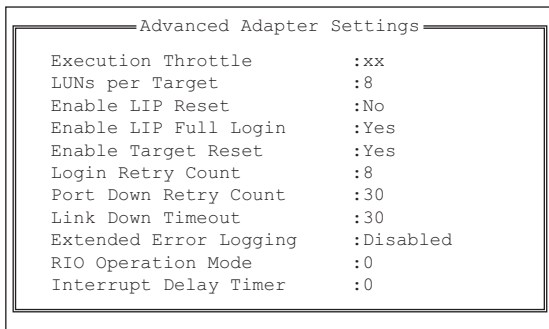 Advanced Adapter Settings
Execution Throttle :xx
LUNs per Target :8
Enable LIP Reset :No
Enable LIP Full Login :Yes
Enable Target Reset :Yes
Login Retry Count :8
Port Down Retry Count :30
Link Down Timeout :30
Extended Error Logging :Disabled
RIO Operation Mode :0
Interrupt Delay Timer :0